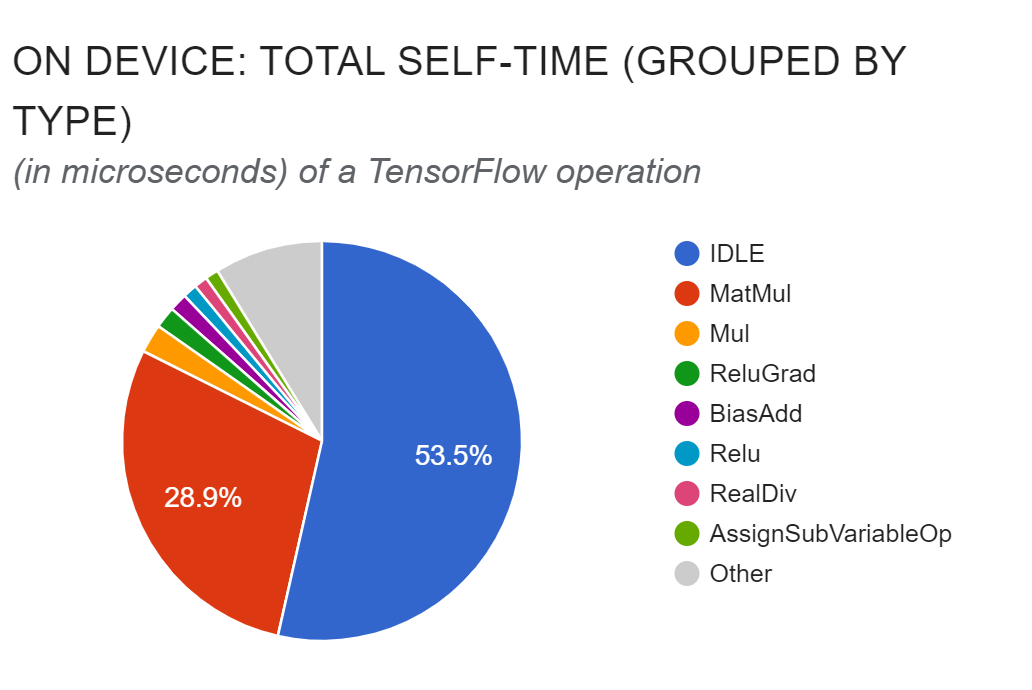 ON DEVICE: TOTAL SELF-TIME (GROUPED BY
TYPE)
(in microseconds) of a TensorFlow operation
IDLE
MatMul
Mul
ReluGrad
BiasAdd
Relu
RealDiv
AssignSubVariableOp
Other
53.5%
28.9%